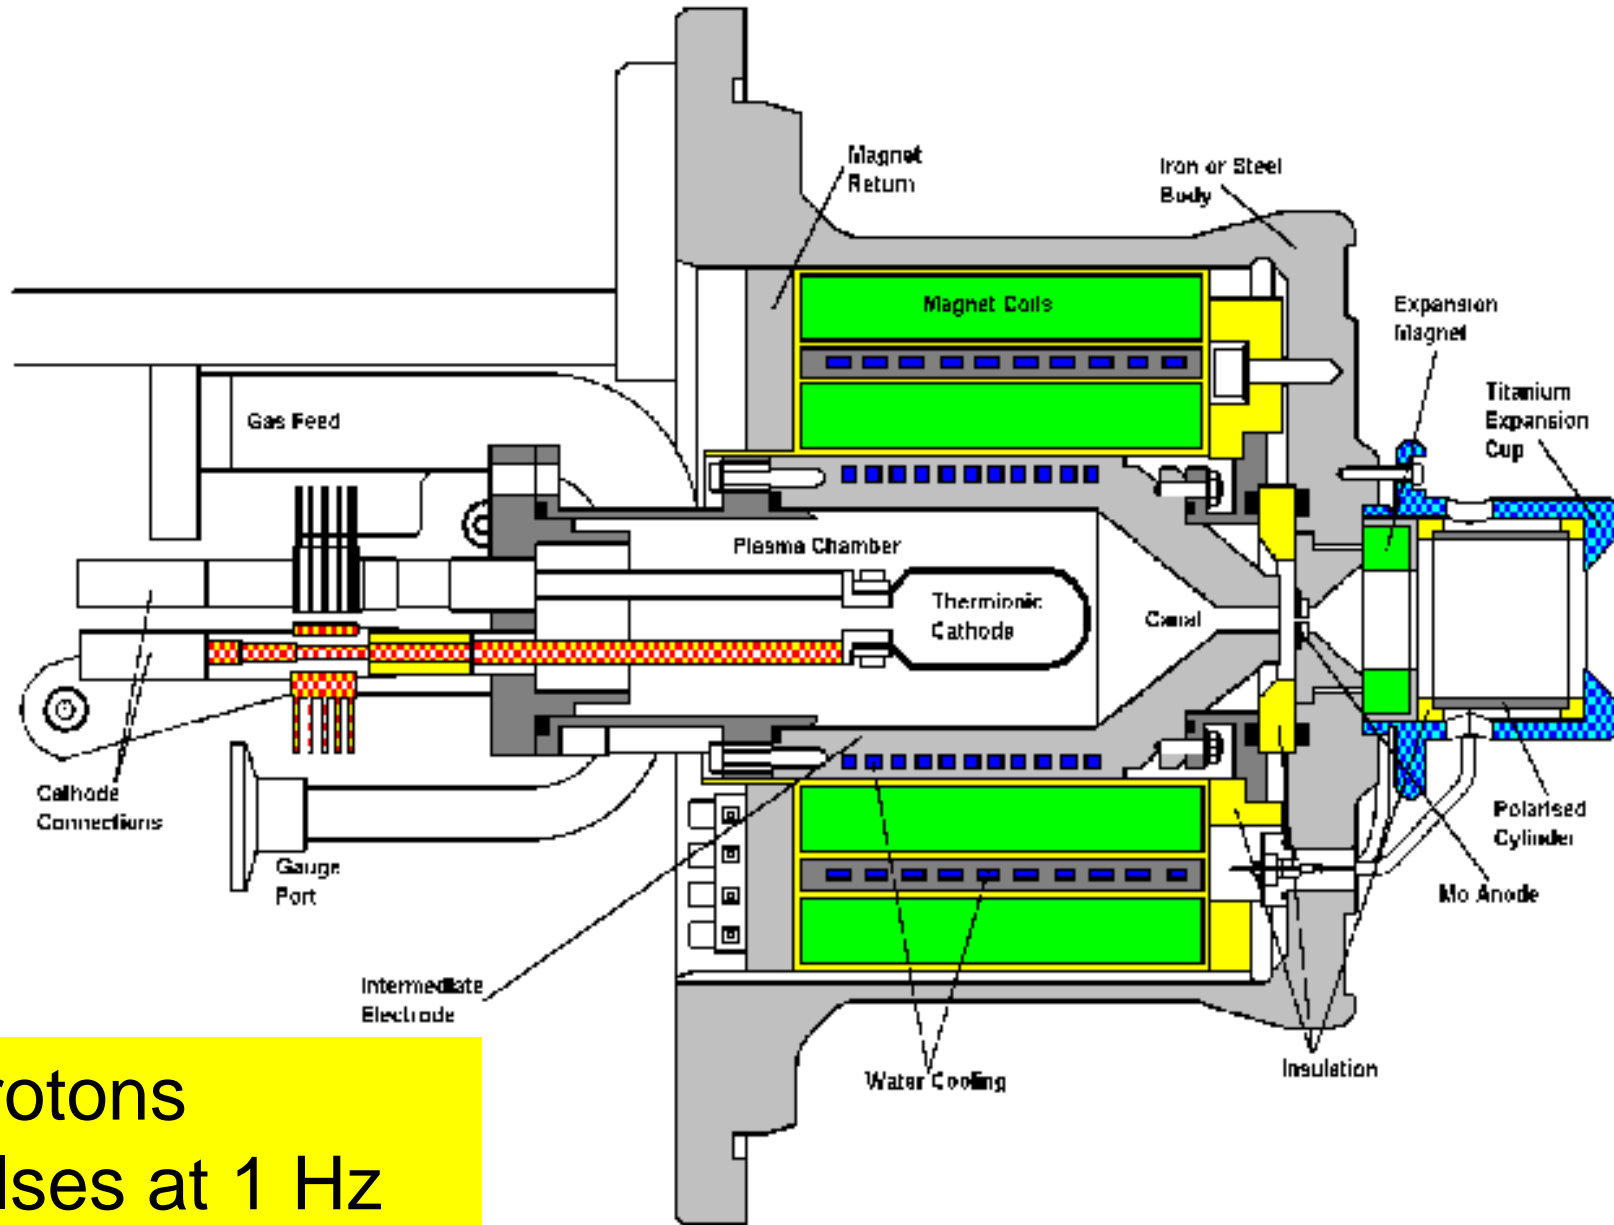 Magnet
Return
Iron or Steel
Body
Magnet Coils
Expansion
Magnet
Titanium
Expansion
Cup
Gas Feed
Plasma Chamber
Thermionic
Cathode
Canal
Cathode
Connections
Gauge
Port
Polarised
Cylinder
Mo Anode
Intermediate
Electrode
Water Cooling
Insulation
rotons
lses at 1 Hz